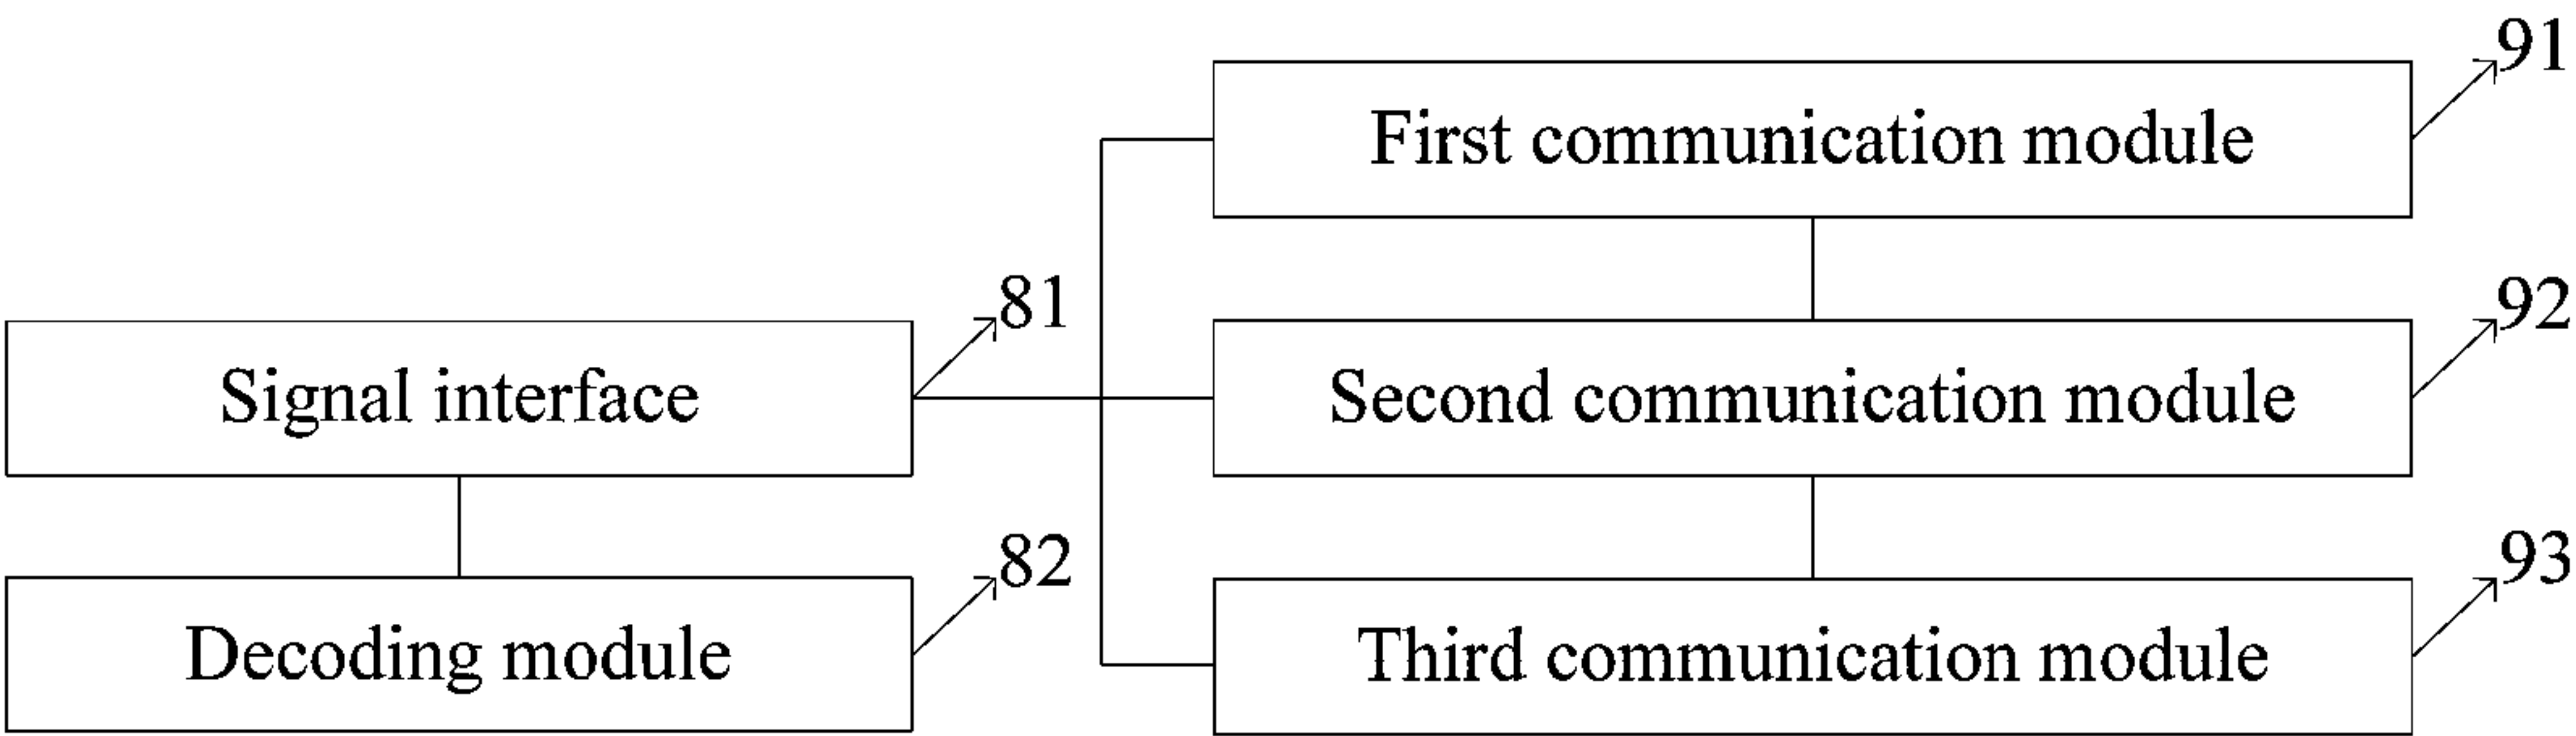 91
First communication module
81
92
Signal interface
Second communication module
82
93
Decoding module
Third communication module